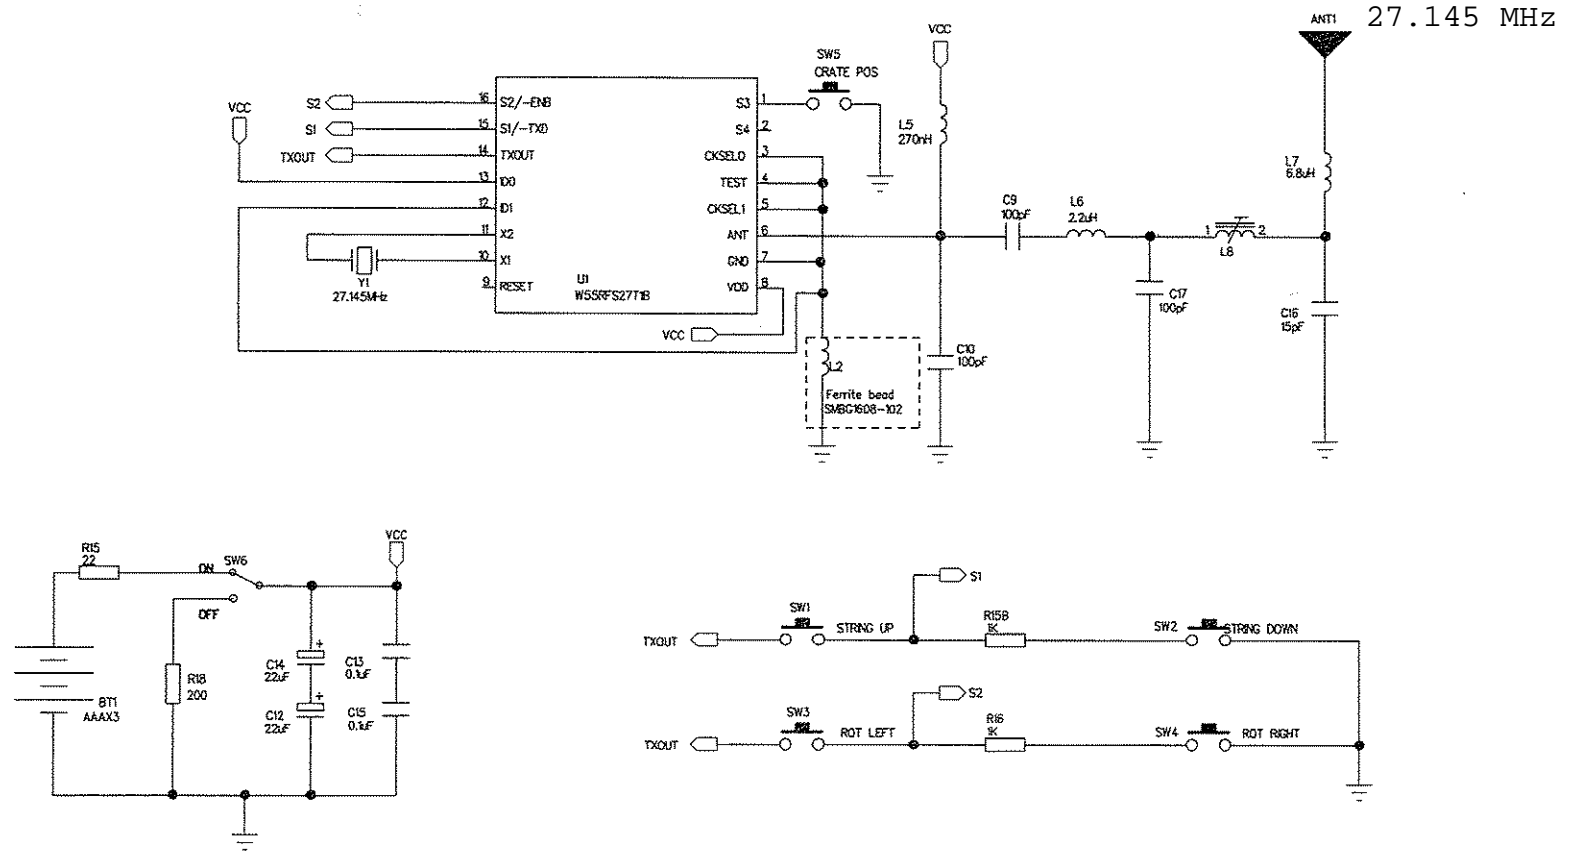 ANT1 27.145 MHz
VCC
SW5
CRATE POS
S2
S1
TXOUT
VCC
16 S2/-ENB
15 S1/-TXD
14 TXOUT
13 ID0
12 ID1
11 X2
10 X1
9 RESET
S3 1
S4 2
CKSEL0 3
TEST 4
CKSEL1 5
ANT 6
GND 7
VDD 8
U1
W55RFS27T1B
Y1
27.145MHz
VCC
L5
270nH
C9
100pF
L6
2.2uH
1 2
L8
L7
6.8uH
C17
100pF
C16
15pF
C10
100pF
L2
Ferrite bead
SMBG1608-102
R15
22
ON SW6
OFF
VCC
R18
200
BT1
AAAX3
+
C14
22uF
C13
0.1uF
+
C12
22uF
C15
0.1uF
S1
TXOUT
SW1
STRING UP
R15B
1K
SW2
STRING DOWN
S2
TXOUT
SW3
ROT LEFT
R16
1K
SW4
ROT RIGHT